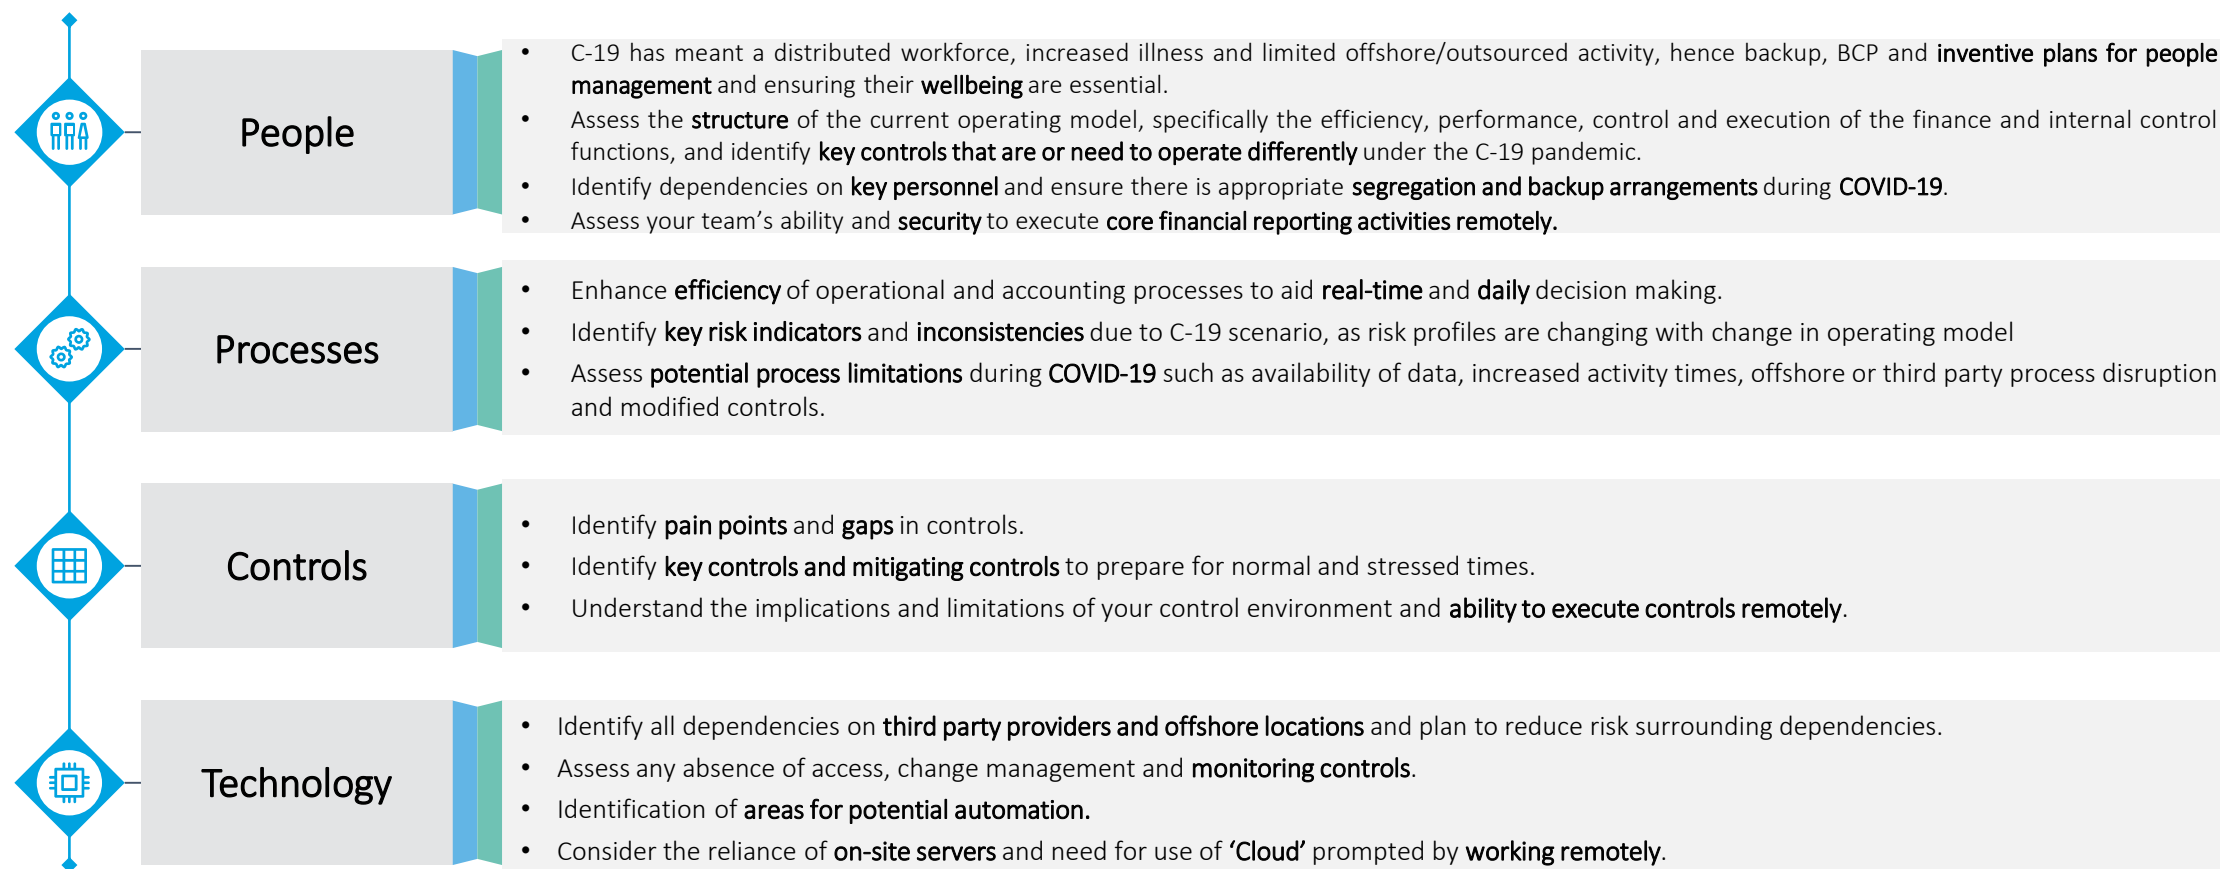 People
• C-19 has meant a distributed workforce, increased illness and limited offshore/outsourced activity, hence backup, BCP and inventive plans for people
management and ensuring their wellbeing are essential.
• Assess the structure of the current operating model, specifically the efficiency, performance, control and execution of the finance and internal control
functions, and identify key controls that are or need to operate differently under the C-19 pandemic.
• Identify dependencies on key personnel and ensure there is appropriate segregation and backup arrangements during COVID-19.
• Assess your team’s ability and security to execute core financial reporting activities remotely.
Processes
• Enhance efficiency of operational and accounting processes to aid real-time and daily decision making.
• Identify key risk indicators and inconsistencies due to C-19 scenario, as risk profiles are changing with change in operating model
• Assess potential process limitations during COVID-19 such as availability of data, increased activity times, offshore or third party process disruption
and modified controls.
Controls
• Identify pain points and gaps in controls.
• Identify key controls and mitigating controls to prepare for normal and stressed times.
• Understand the implications and limitations of your control environment and ability to execute controls remotely.
Technology
• Identify all dependencies on third party providers and offshore locations and plan to reduce risk surrounding dependencies.
• Assess any absence of access, change management and monitoring controls.
• Identification of areas for potential automation.
• Consider the reliance of on-site servers and need for use of ‘Cloud’ prompted by working remotely.